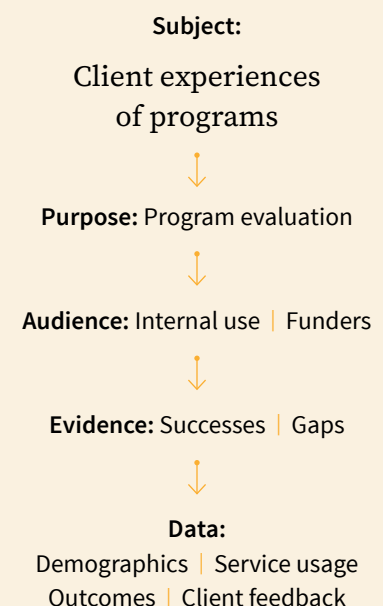 Subject:
Client experiences
of programs
Purpose: Program evaluation
Audience: Internal use | Funders
Evidence: Successes | Gaps
Data:
Demographics | Service usage
Outcomes | Client feedback